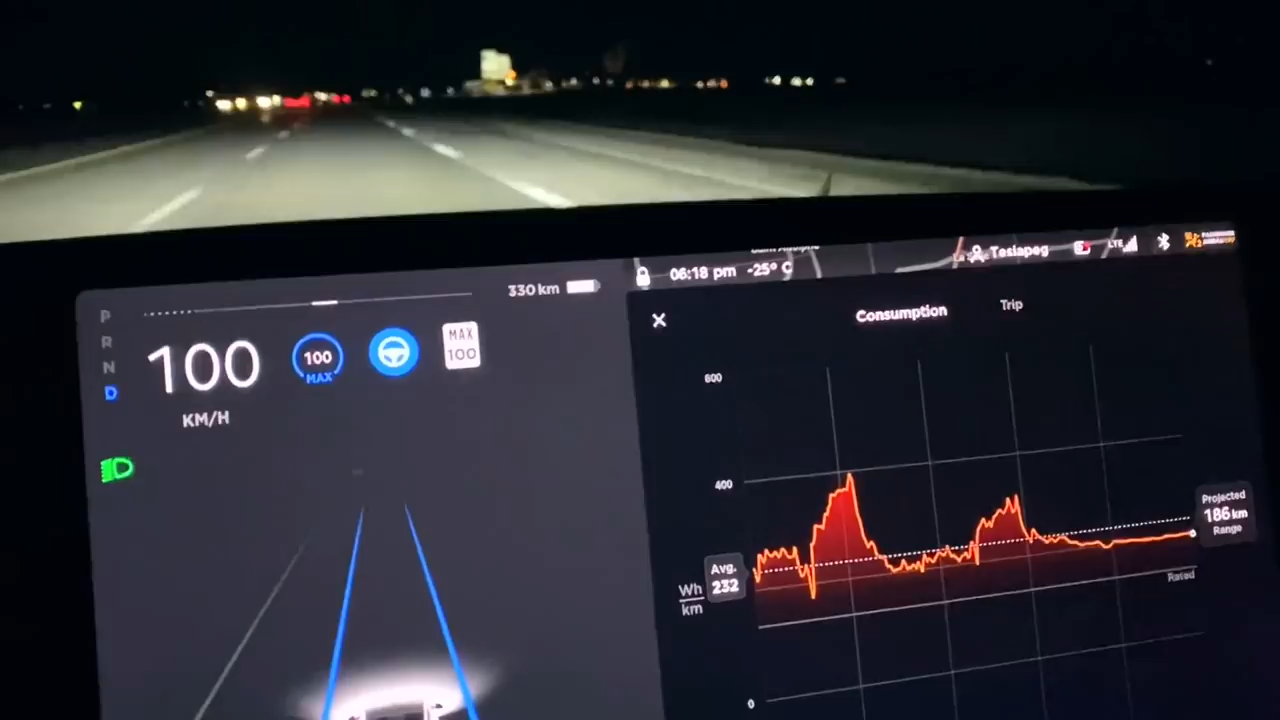 P
R
N
D
100
KM/H
100
MAX
MAX
100
330 km
06:18 pm -25° C
Teslapeg
LTE
Consumption
Trip
600
400
Avg.
232
Wh
km
0
Projected
186 km
Range
Rated